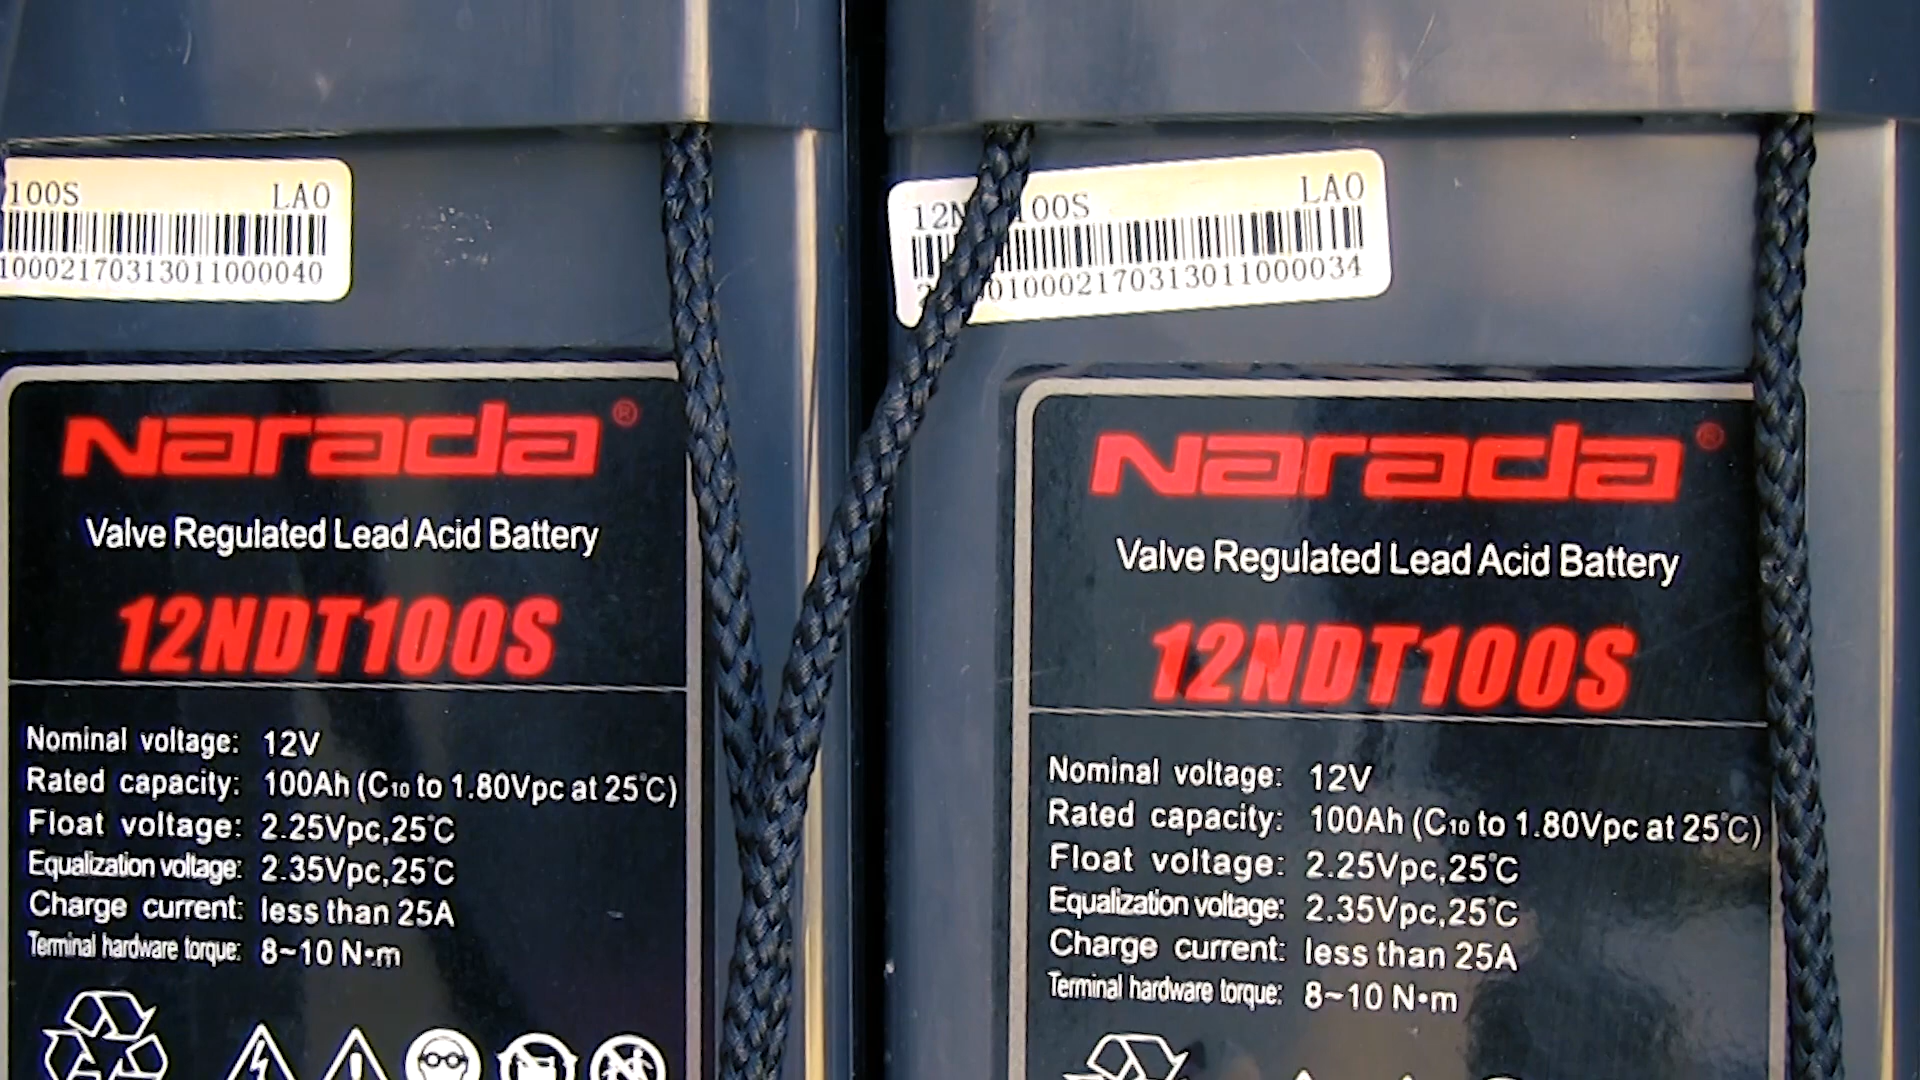 100S LAO
10002170313011000040
Narada®
Valve Regulated Lead Acid Battery
12NDT100S
Nominal voltage: 12V
Rated capacity: 100Ah (C10 to 1.80Vpc at 25°C)
Float voltage: 2.25Vpc,25°C
Equalization voltage: 2.35Vpc,25°C
Charge current: less than 25A
Terminal hardware torque: 8~10 N•m
12N 100S LAO
010002170313011000034
Narada®
Valve Regulated Lead Acid Battery
12NDT100S
Nominal voltage: 12V
Rated capacity: 100Ah (C10 to 1.80Vpc at 25°C)
Float voltage: 2.25Vpc,25°C
Equalization voltage: 2.35Vpc,25°C
Charge current: less than 25A
Terminal hardware torque: 8~10 N•m